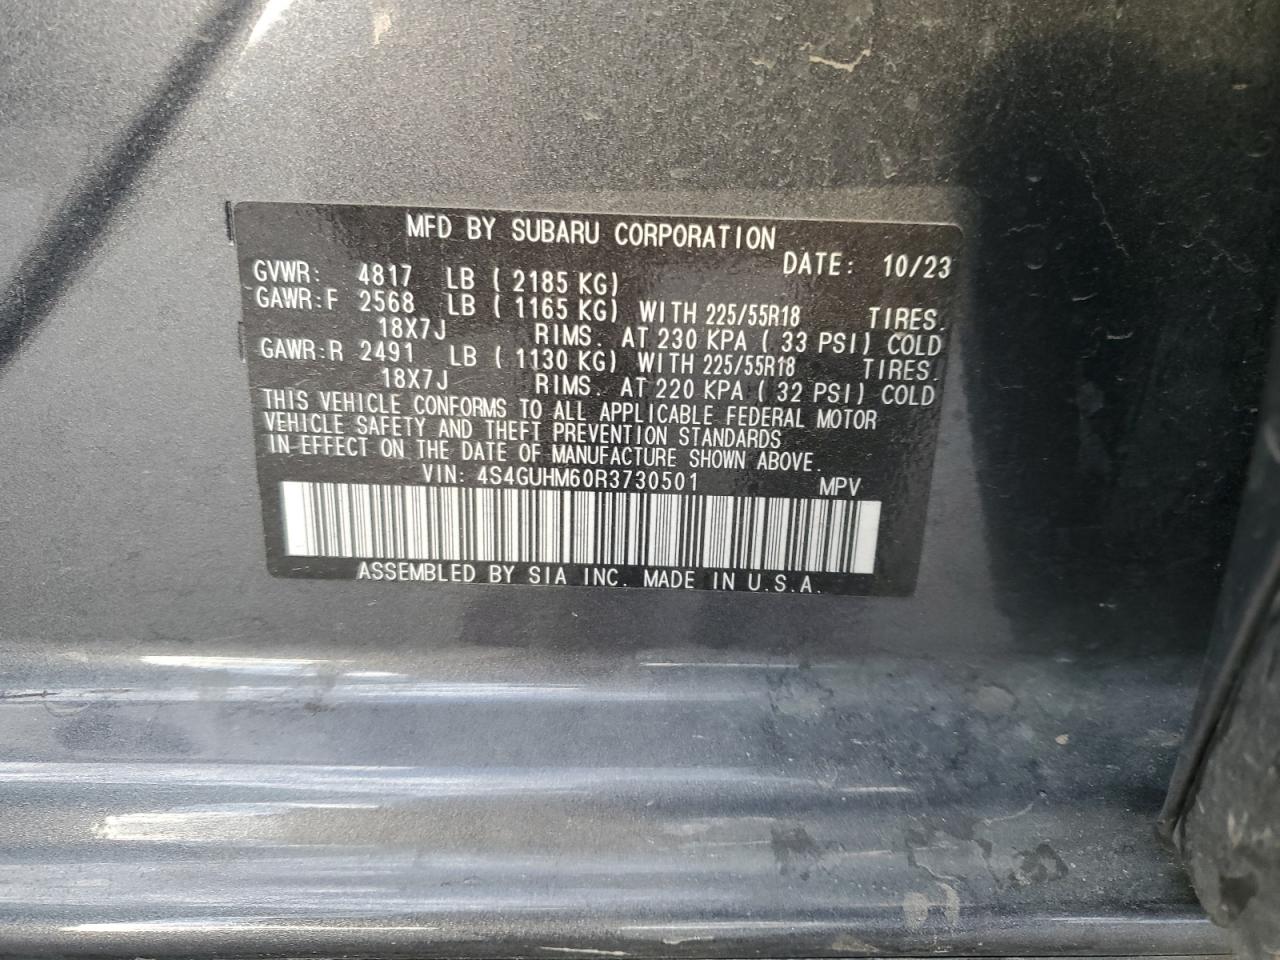 MFD BY SUBARU CORPORATION
DATE: 10/23
GVWR: 4817 LB ( 2185 KG)
GAWR:F 2568 LB ( 1165 KG) WITH 225/55R18 TIRES.
18X7J RIMS. AT 230 KPA ( 33 PSI) COLD
GAWR:R 2491 LB ( 1130 KG) WITH 225/55R18 TIRES.
18X7J RIMS. AT 220 KPA ( 32 PSI) COLD
THIS VEHICLE CONFORMS TO ALL APPLICABLE FEDERAL MOTOR
VEHICLE SAFETY AND THEFT PREVENTION STANDARDS
IN EFFECT ON THE DATE OF MANUFACTURE SHOWN ABOVE.
VIN: 4S4GUHM60R3730501 MPV
ASSEMBLED BY SIA INC. MADE IN U.S.A.